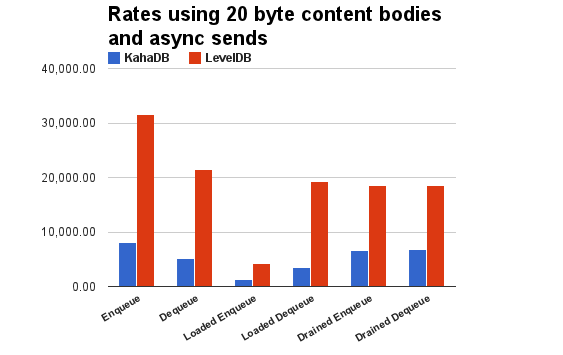 Rates using 20 byte content bodies
and async sends
KahaDB LevelDB
40,000.00
30,000.00
20,000.00
10,000.00
0.00
Enqueue
Dequeue
Loaded Enqueue
Loaded Dequeue
Drained Enqueue
Drained Dequeue